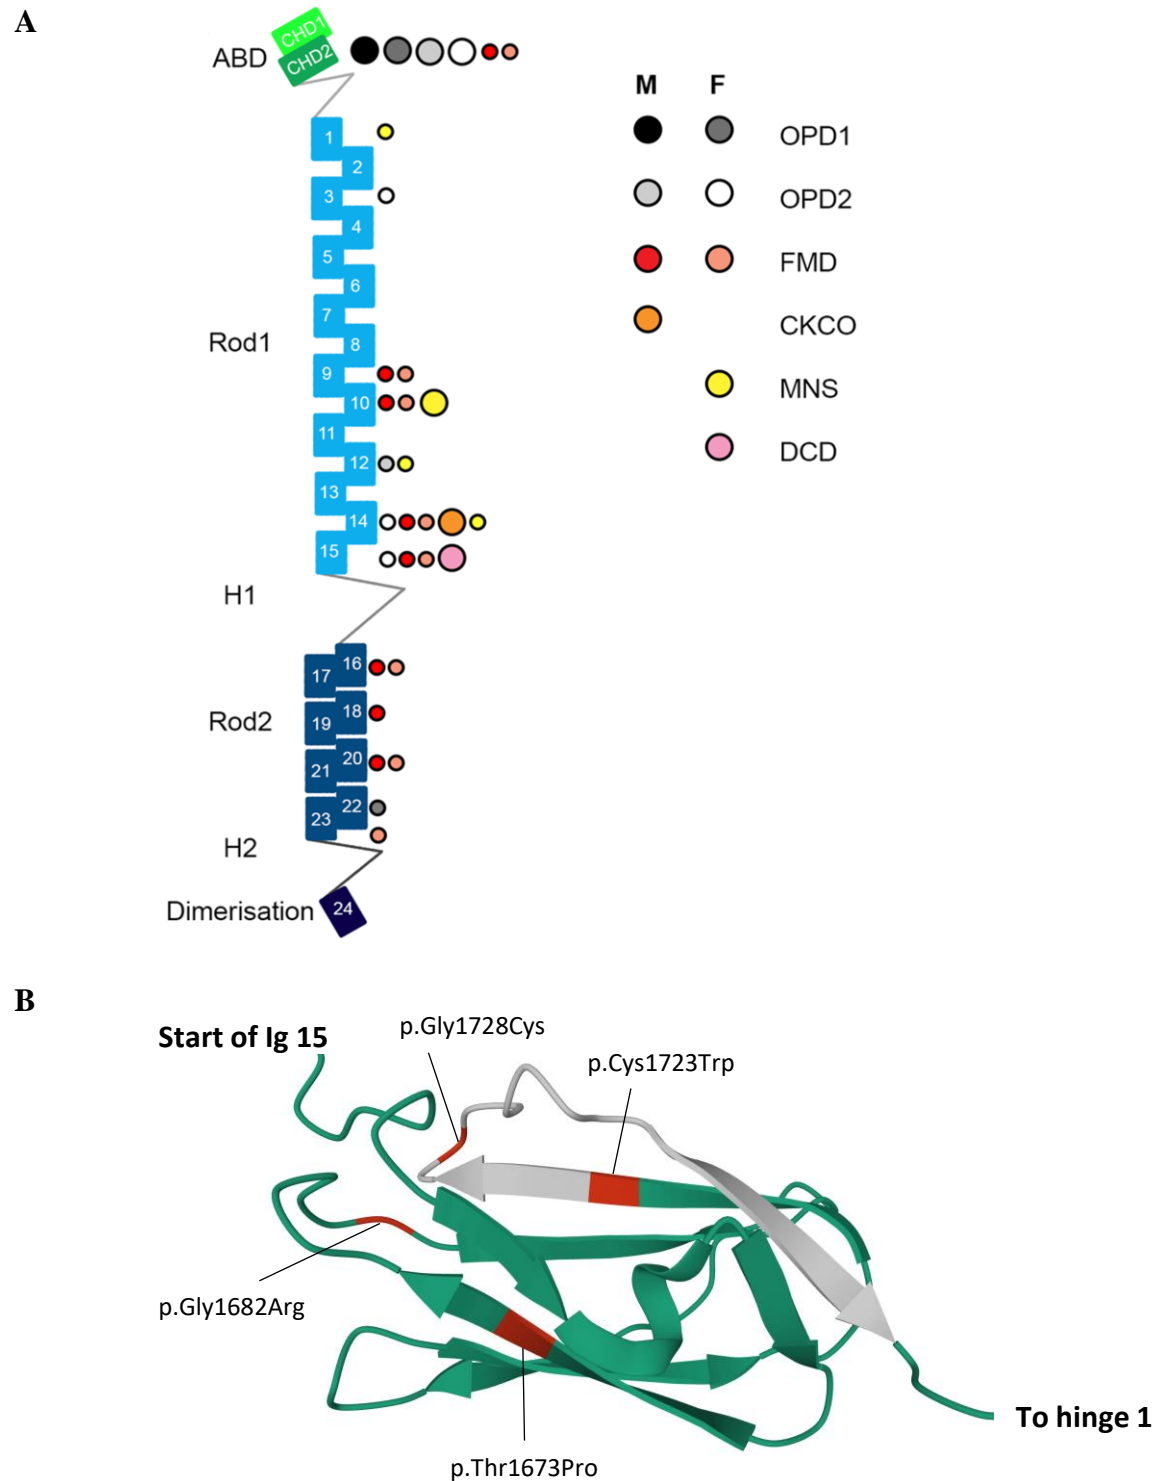 A
CHD1
CHD2
ABD
M F
OPD1
OPD2
FMD
CKCO
MNS
DCD
1
2
3
4
5
6
7
8
9
10
11
12
13
14
15
Rod1
H1
16
17
18
19
20
21
22
23
Rod2
H2
24
Dimerisation
B
Start of Ig 15
p.Gly1728Cys
p.Cys1723Trp
p.Gly1682Arg
p.Thr1673Pro
To hinge 1